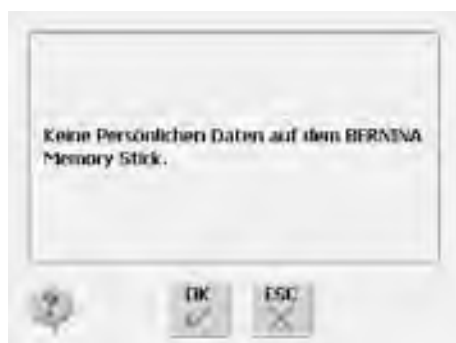 Keine Persönlichen Daten auf dem BERNINA
Memory Stick.
?
OK
ESC